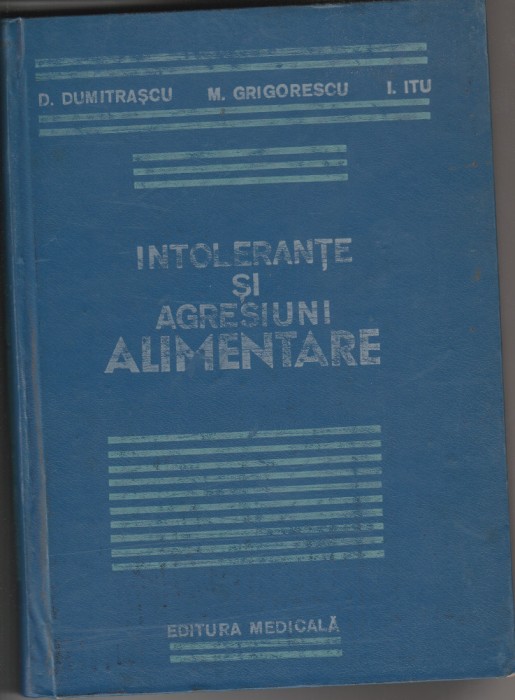 D. DUMITRAȘCU M. GRIGORESCU I. ITU
INTOLERANȚE
ȘI
AGRESIUNI
ALIMENTARE
EDITURA MEDICALĂ